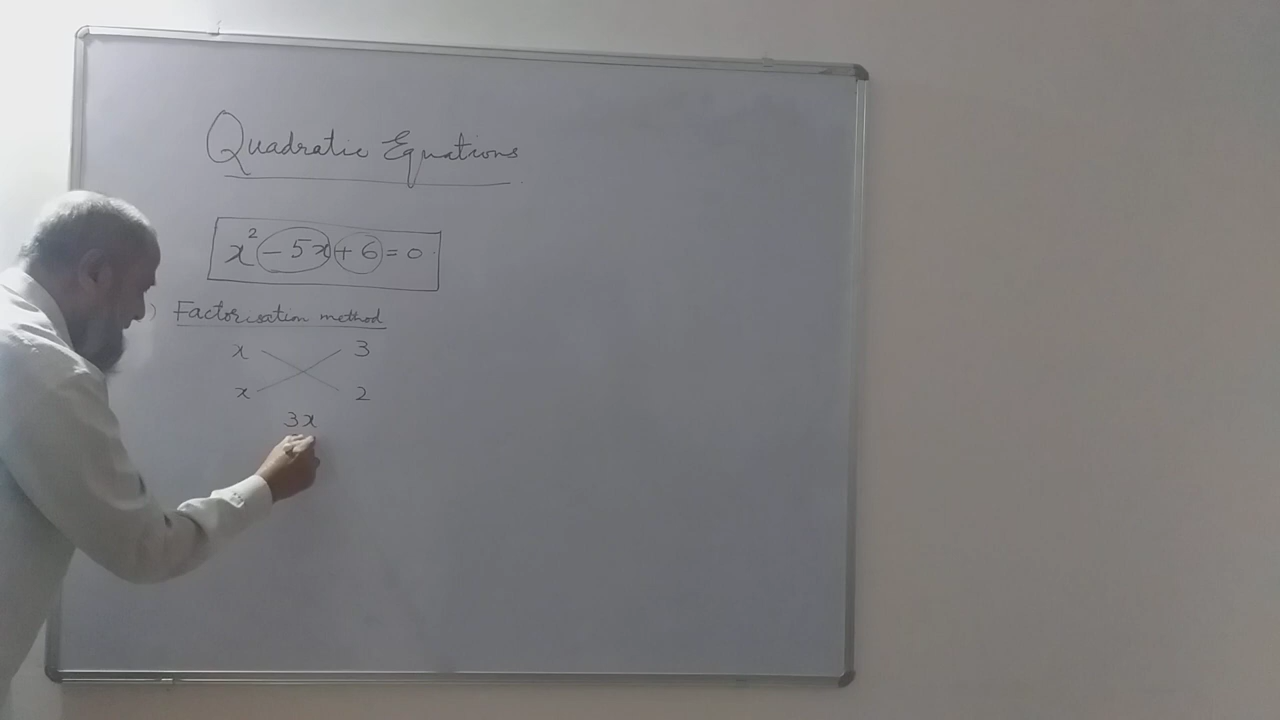 Quadratic Equations
x² - 5x + 6 = 0
) Factorisation method
x 3
x 2
3x